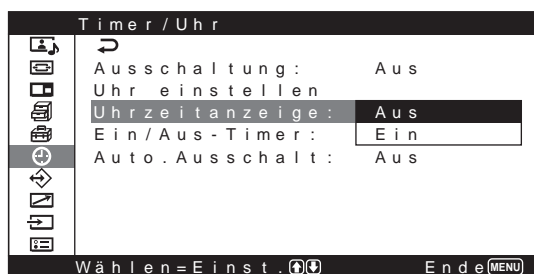 Timer/Uhr
Ausschaltung: Aus
Uhr einstellen
Uhrzeitanzeige: Aus
Ein/Aus-Timer: Ein
Auto.Ausschalt: Aus
Wählen=Einst. Ende MENU